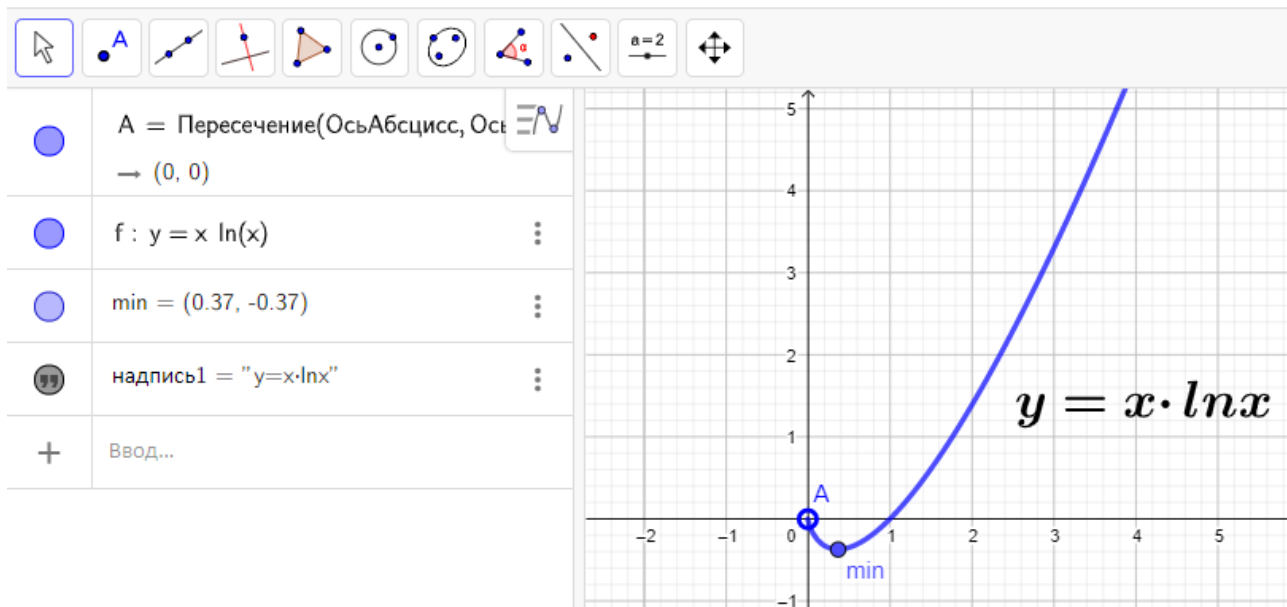 A
α
a=2
A = Пересечение(ОсьАбсцисс, Ось
→ (0, 0)
f : y = x ln(x)
min = (0.37, -0.37)
надпись1 = "y=x·lnx"
+ Ввод...
5
4
3
2
1
−1
−2 −1 0 1 2 3 4 5
y = x· lnx
A
min